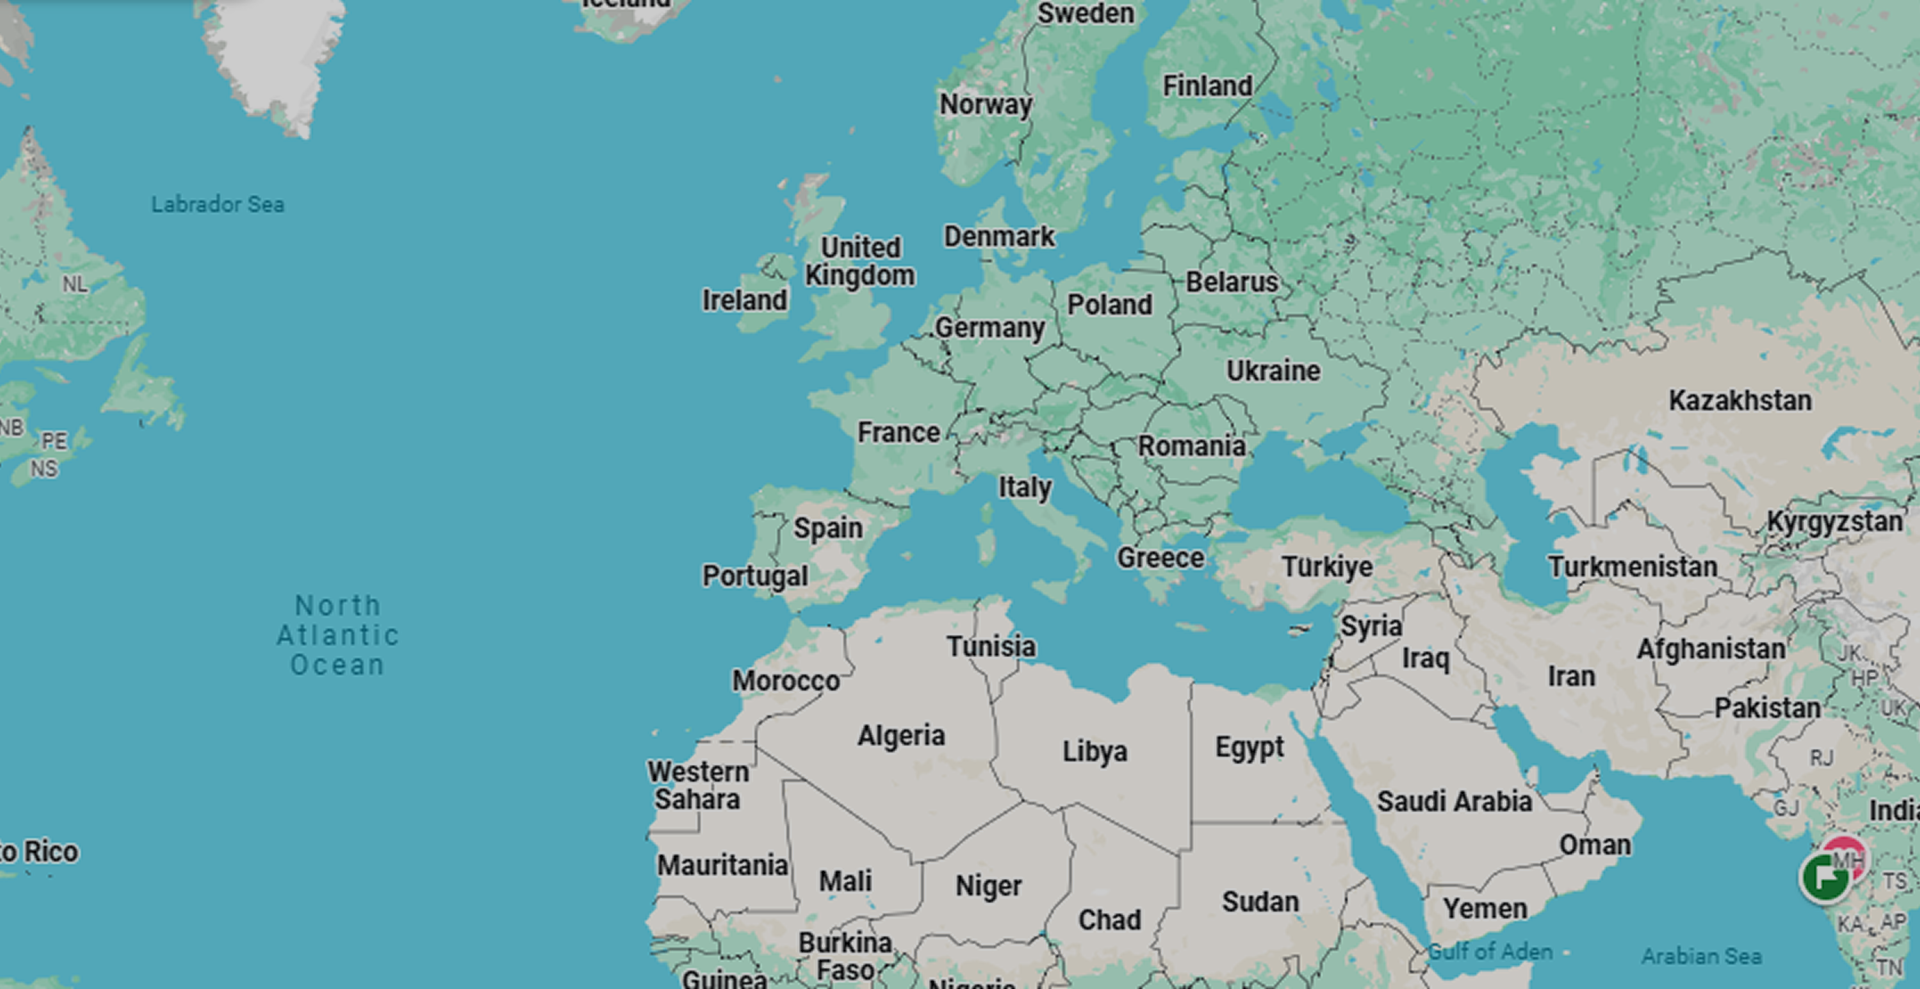 Iceland
Sweden
Finland
Norway
Labrador Sea
Denmark
United
Kingdom
NL
Belarus
Ireland
Poland
Germany
Ukraine
Kazakhstan
NB
PE
France
Romania
NS
Italy
Spain
Kyrgyzstan
Greece
Türkiye
Turkmenistan
Portugal
North
Atlantic
Ocean
Syria
Tunisia
Iraq
Afghanistan
JK
Iran
HP
Morocco
Pakistan
UK
Algeria
Libya
Egypt
RJ
Western
Sahara
Saudi Arabia
GJ
India
Oman
to Rico
MH
Mauritania
Mali
Niger
TS
Sudan
Yemen
Chad
KA
AP
Burkina
Faso
Gulf of Aden
Arabian Sea
TN
Guinea
Nigeria